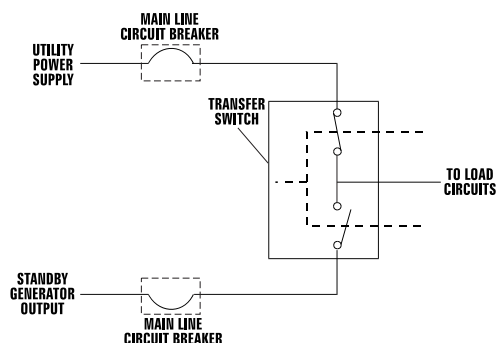 MAIN LINE
CIRCUIT BREAKER
UTILITY
POWER
SUPPLY
TRANSFER
SWITCH
TO LOAD
CIRCUITS
STANDBY
GENERATOR
OUTPUT
MAIN LINE
CIRCUIT BREAKER